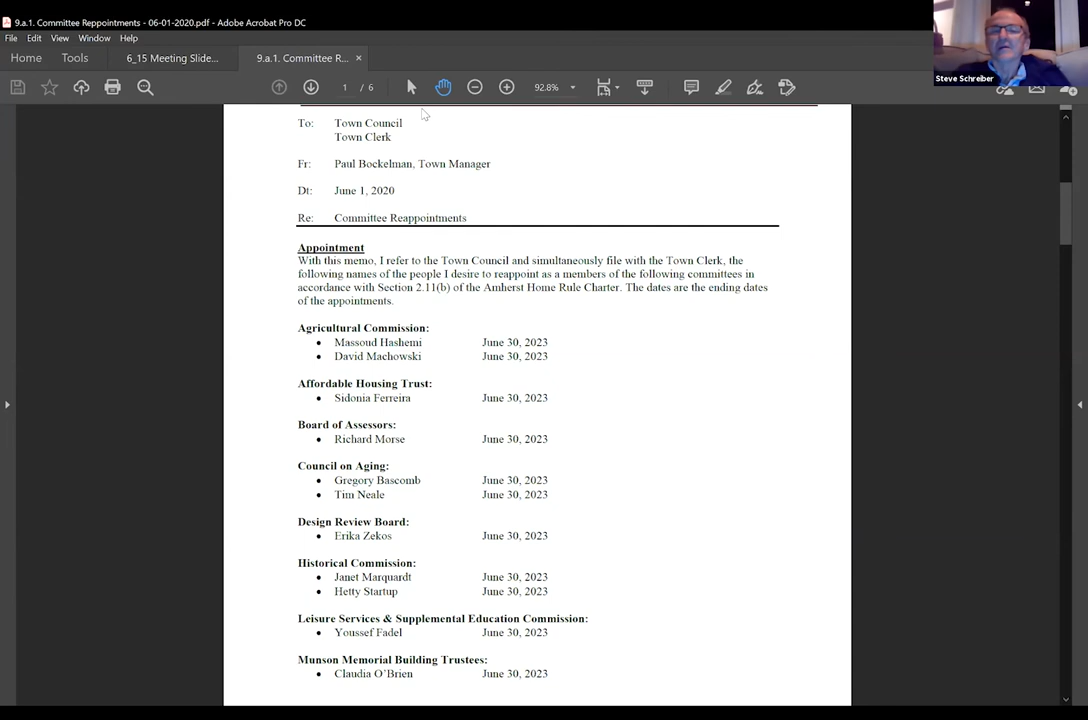 9.a.1. Committee Reppointments - 06-01-2020.pdf - Adobe Acrobat Pro DC
File Edit View Window Help
Home Tools 6_15 Meeting Slide... 9.a.1. Committee R... ×
1 / 6 92.8%
Steve Schreiber
To: Town Council
Town Clerk
Fr: Paul Bockelman, Town Manager
Dt: June 1, 2020
Re: Committee Reappointments
Appointment
With this memo, I refer to the Town Council and simultaneously file with the Town Clerk, the
following names of the people I desire to reappoint as a members of the following committees in
accordance with Section 2.11(b) of the Amherst Home Rule Charter. The dates are the ending dates
of the appointments.
Agricultural Commission:
• Massoud Hashemi June 30, 2023
• David Machowski June 30, 2023
Affordable Housing Trust:
• Sidonia Ferreira June 30, 2023
Board of Assessors:
• Richard Morse June 30, 2023
Council on Aging:
• Gregory Bascomb June 30, 2023
• Tim Neale June 30, 2023
Design Review Board:
• Erika Zekos June 30, 2023
Historical Commission:
• Janet Marquardt June 30, 2023
• Hetty Startup June 30, 2023
Leisure Services & Supplemental Education Commission:
• Youssef Fadel June 30, 2023
Munson Memorial Building Trustees:
• Claudia O'Brien June 30, 2023